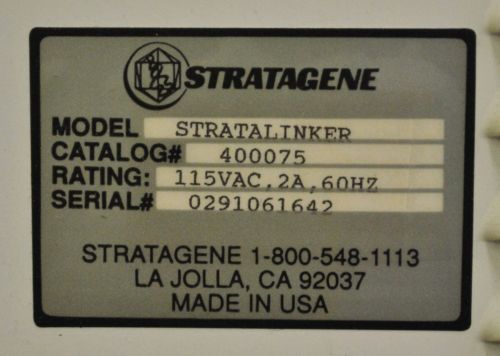 STRATAGENE
MODEL STRATALINKER
CATALOG# 400075
RATING: 115VAC, 2A, 60HZ
SERIAL# 0291061642
STRATAGENE 1-800-548-1113
LA JOLLA, CA 92037
MADE IN USA